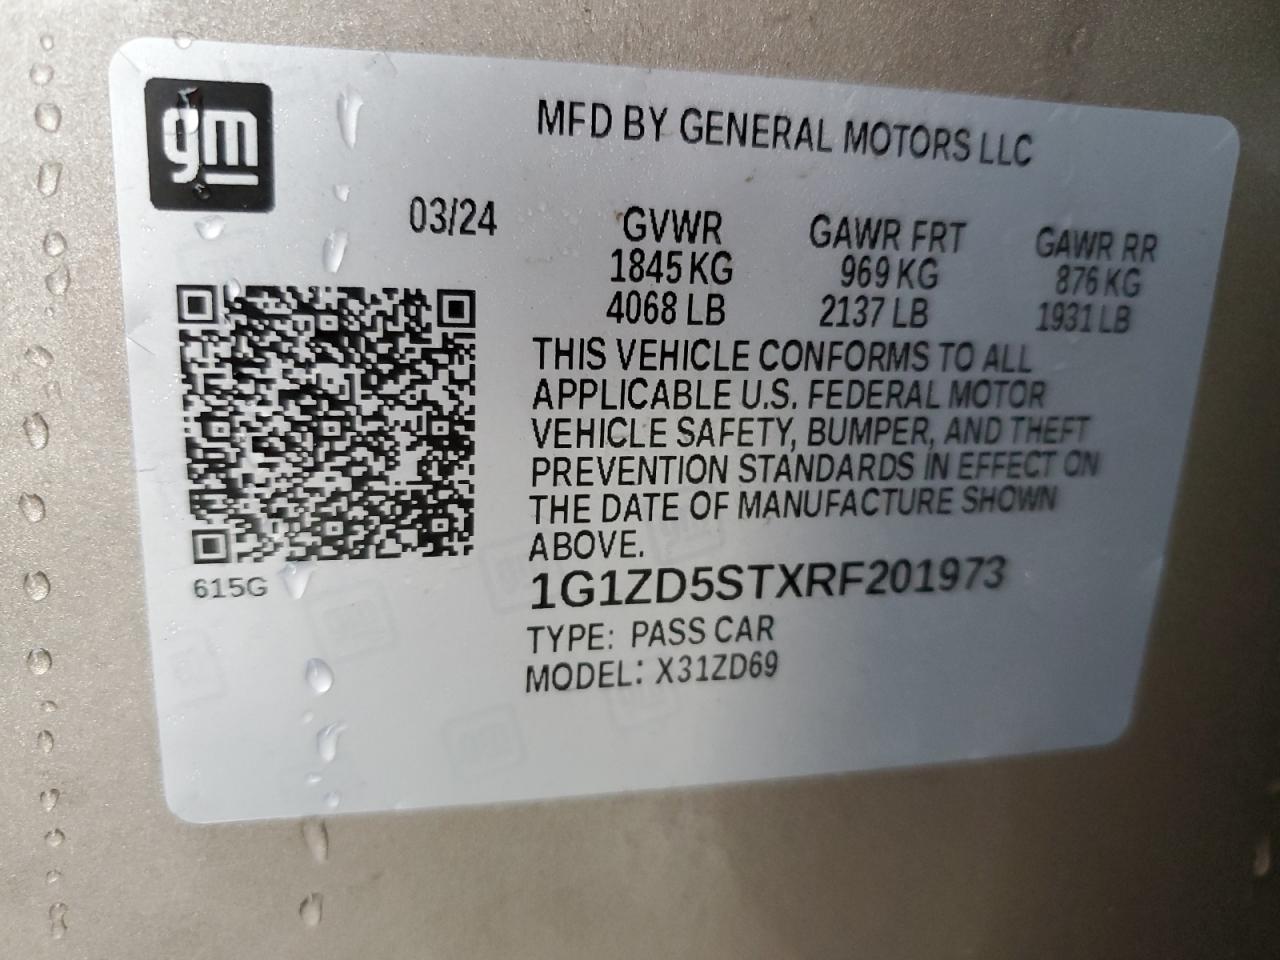 gm
MFD BY GENERAL MOTORS LLC
03/24
GVWR GAWR FRT GAWR RR
1845 KG 969 KG 876 KG
4068 LB 2137 LB 1931 LB
THIS VEHICLE CONFORMS TO ALL
APPLICABLE U.S. FEDERAL MOTOR
VEHICLE SAFETY, BUMPER, AND THEFT
PREVENTION STANDARDS IN EFFECT ON
THE DATE OF MANUFACTURE SHOWN
ABOVE.
615G
1G1ZD5STXRF201973
TYPE: PASS CAR
MODEL: X31ZD69